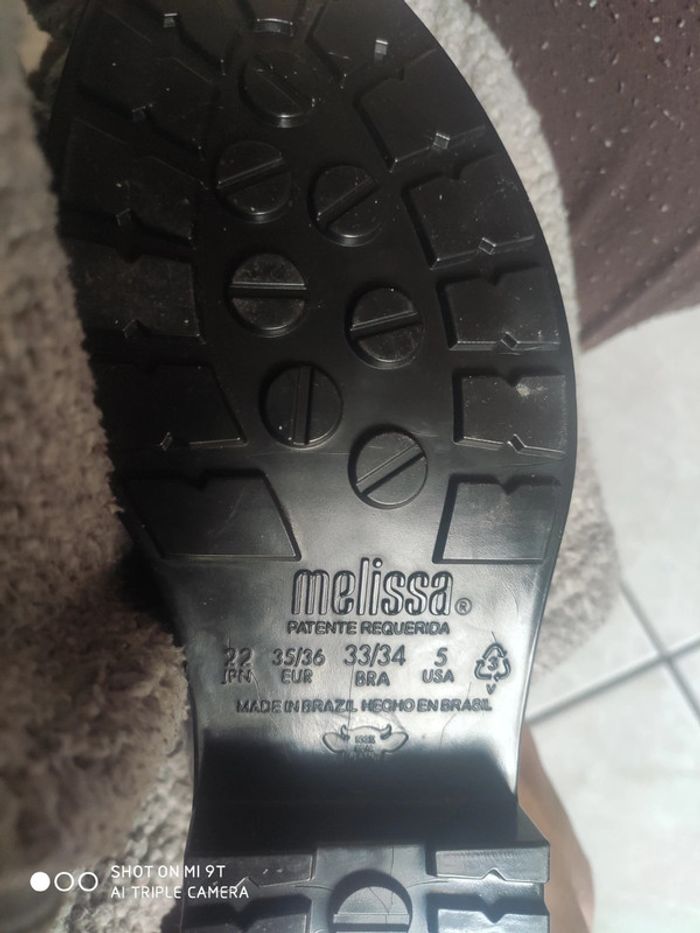 melissa®
PATENTE REQUERIDA
22 35/36 33/34 5
JPN EUR BRA USA
3
V
MADE IN BRAZIL HECHO EN BRASIL
SHOT ON MI 9T
AI TRIPLE CAMERA